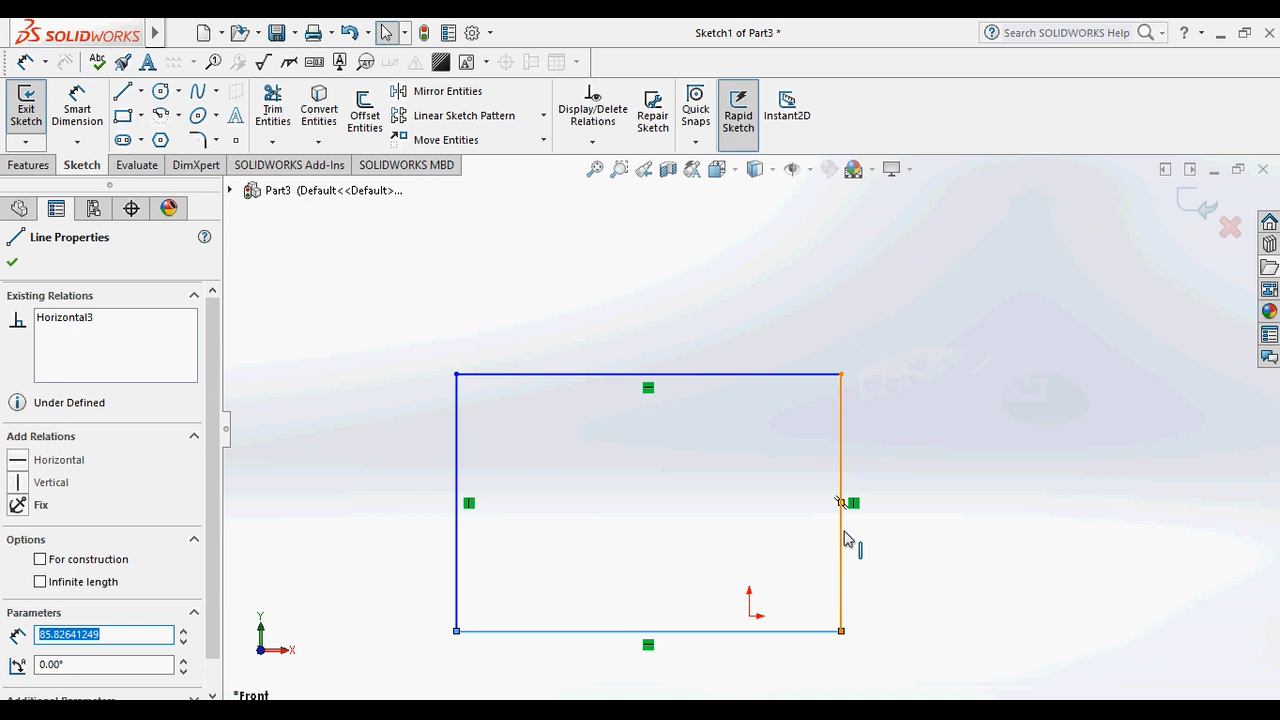 SOLIDWORKS
Sketch1 of Part3 *
Search SOLIDWORKS Help
Exit Sketch
Smart Dimension
Trim Entities
Convert Entities
Offset Entities
Mirror Entities
Linear Sketch Pattern
Move Entities
Display/Delete Relations
Repair Sketch
Quick Snaps
Rapid Sketch
Instant2D
Features
Sketch
Evaluate
DimXpert
SOLIDWORKS Add-Ins
SOLIDWORKS MBD
Part3 (Default<<Default>...
Line Properties
Existing Relations
Horizontal3
Under Defined
Add Relations
Horizontal
Vertical
Fix
Options
For construction
Infinite length
Parameters
85.82641249
0.00°
Additional Parameters
Y
X
*Front